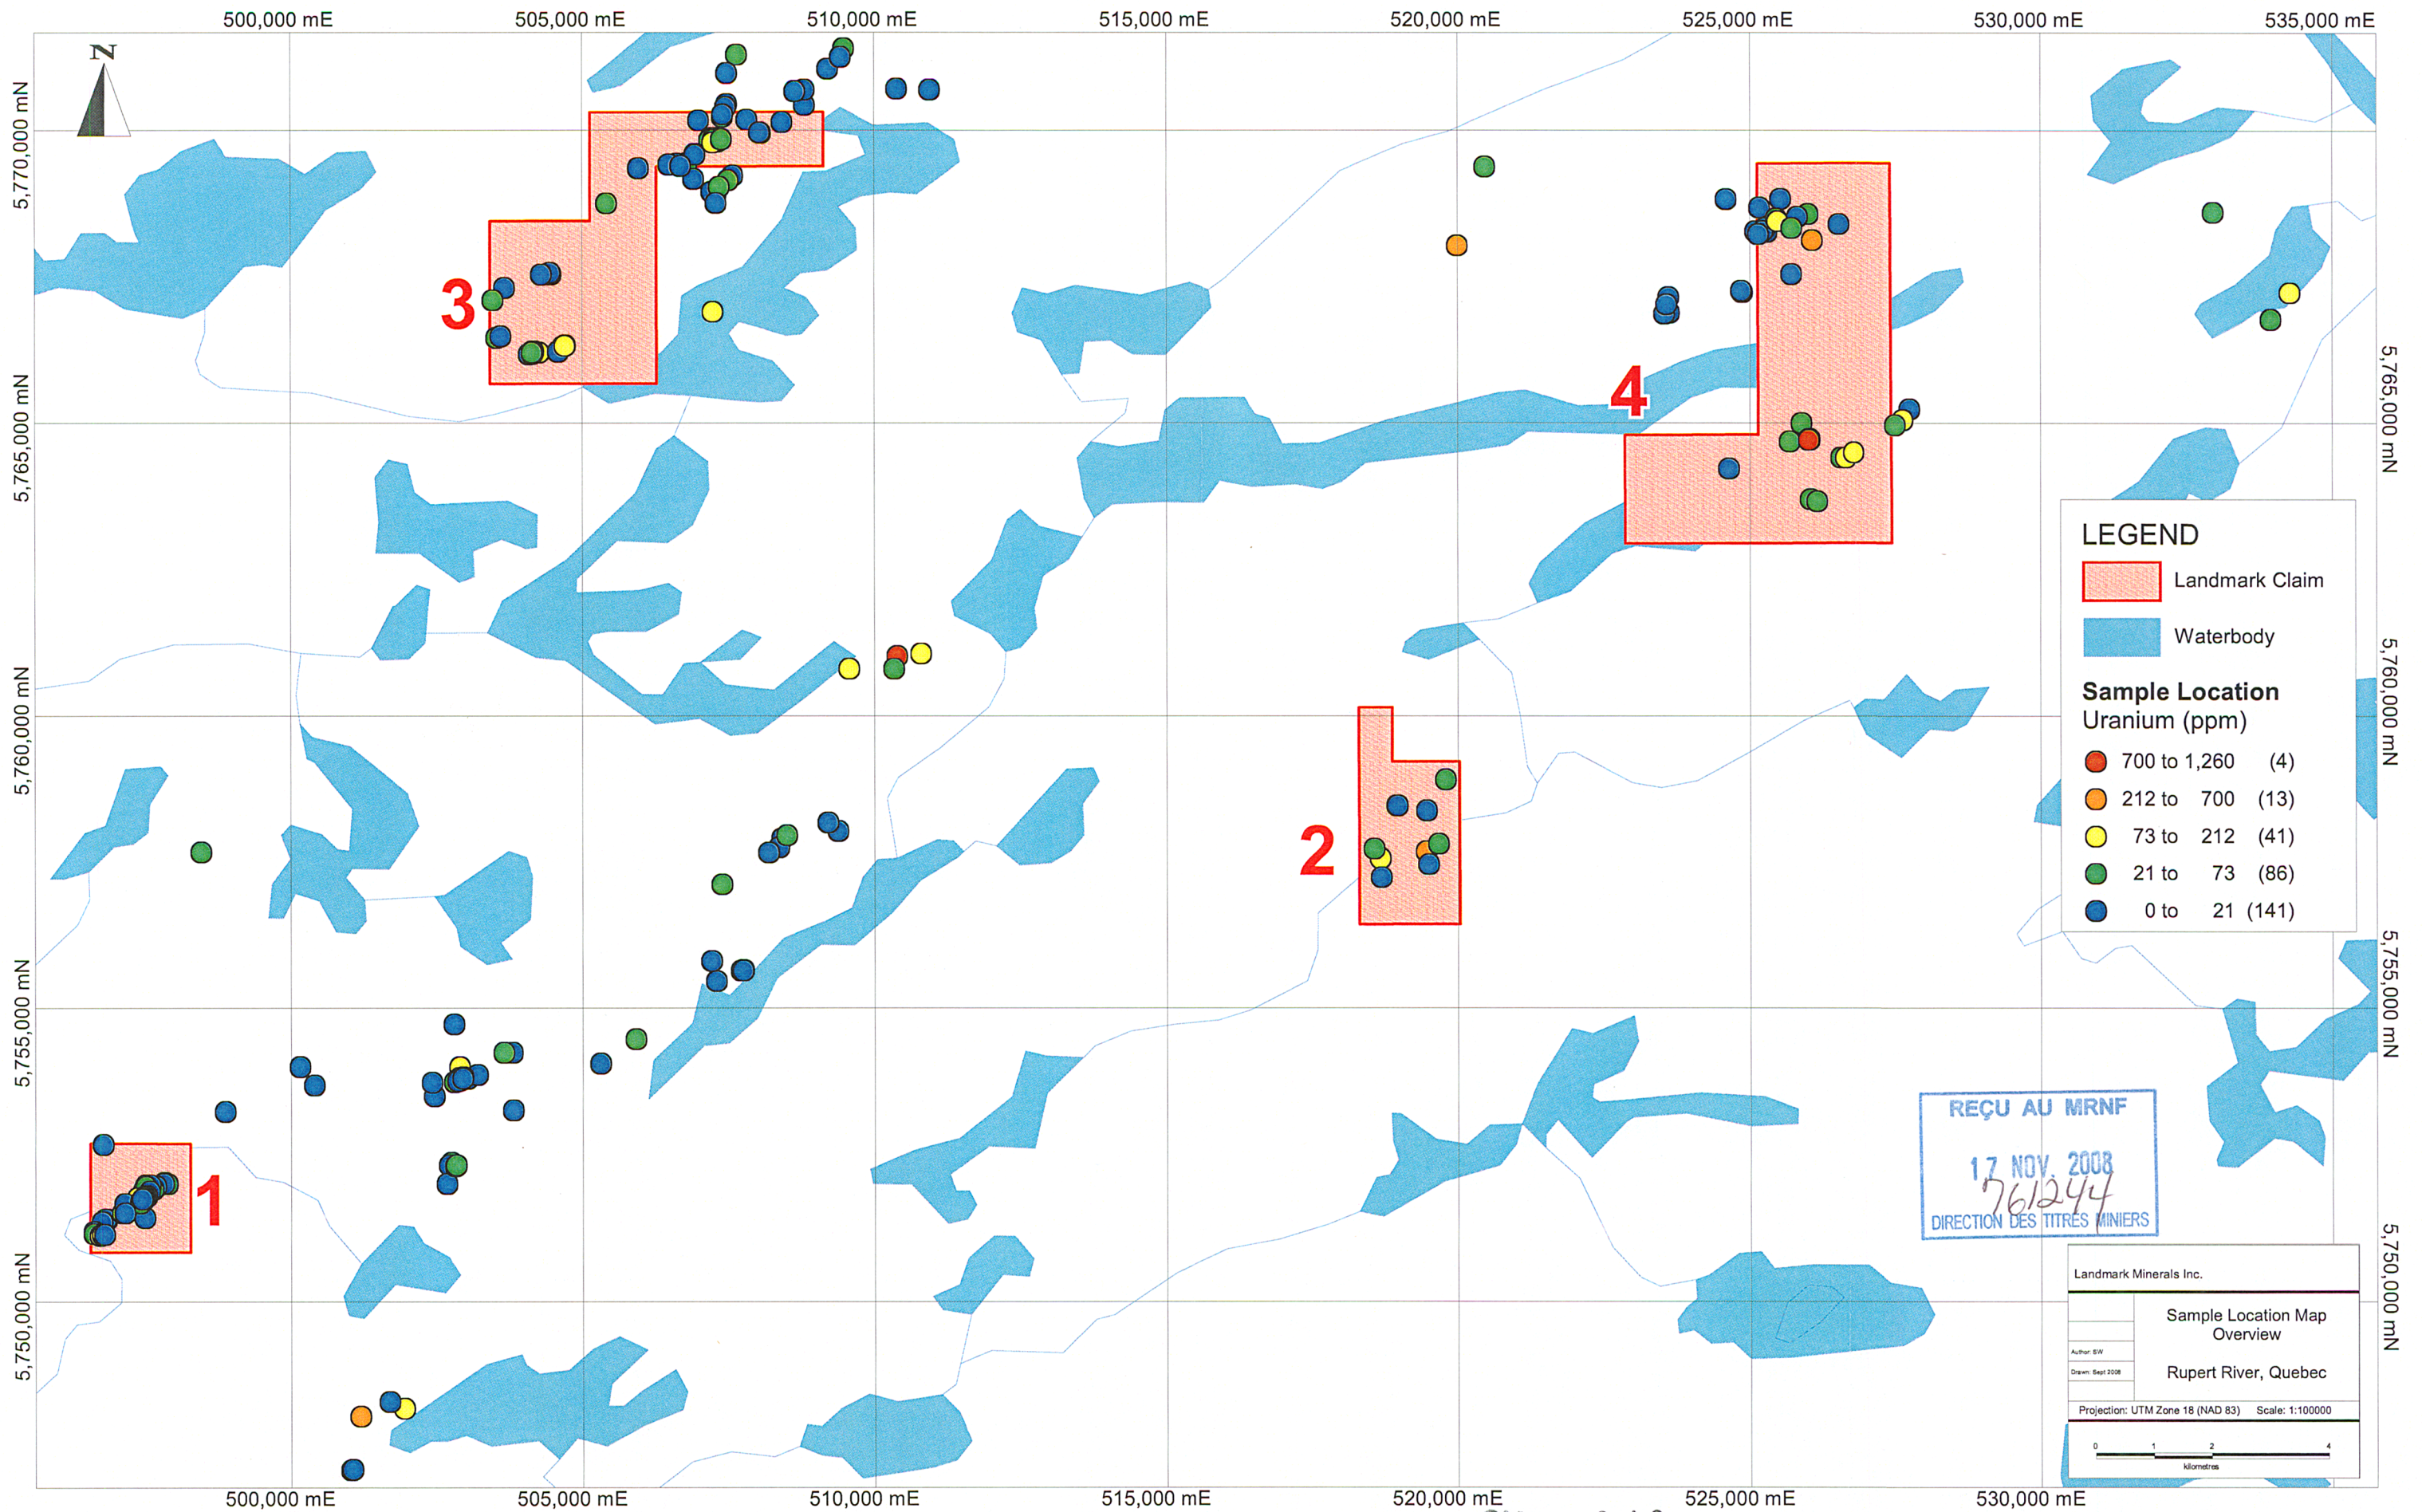 500,000 mE 505,000 mE 510,000 mE 515,000 mE 520,000 mE 525,000 mE 530,000 mE 535,000 mE
N
5,770,000 mN
5,765,000 mN
5,760,000 mN
5,755,000 mN
5,750,000 mN
3
4
2
1
5,765,000 mN
5,760,000 mN
5,755,000 mN
5,750,000 mN
LEGEND
Landmark Claim
Waterbody
Sample Location
Uranium (ppm)
700 to 1,260 (4)
212 to 700 (13)
73 to 212 (41)
21 to 73 (86)
0 to 21 (141)
REÇU AU MRNF
17 NOV. 2008
761244
DIRECTION DES TITRES MINIERS
Landmark Minerals Inc.
Sample Location Map
Overview
Author: SW
Drawn: Sept 2008
Rupert River, Quebec
Projection: UTM Zone 18 (NAD 83) Scale: 1:100000
0 1 2 4
kilometres
500,000 mE 505,000 mE 510,000 mE 515,000 mE 520,000 mE 525,000 mE 530,000 mE